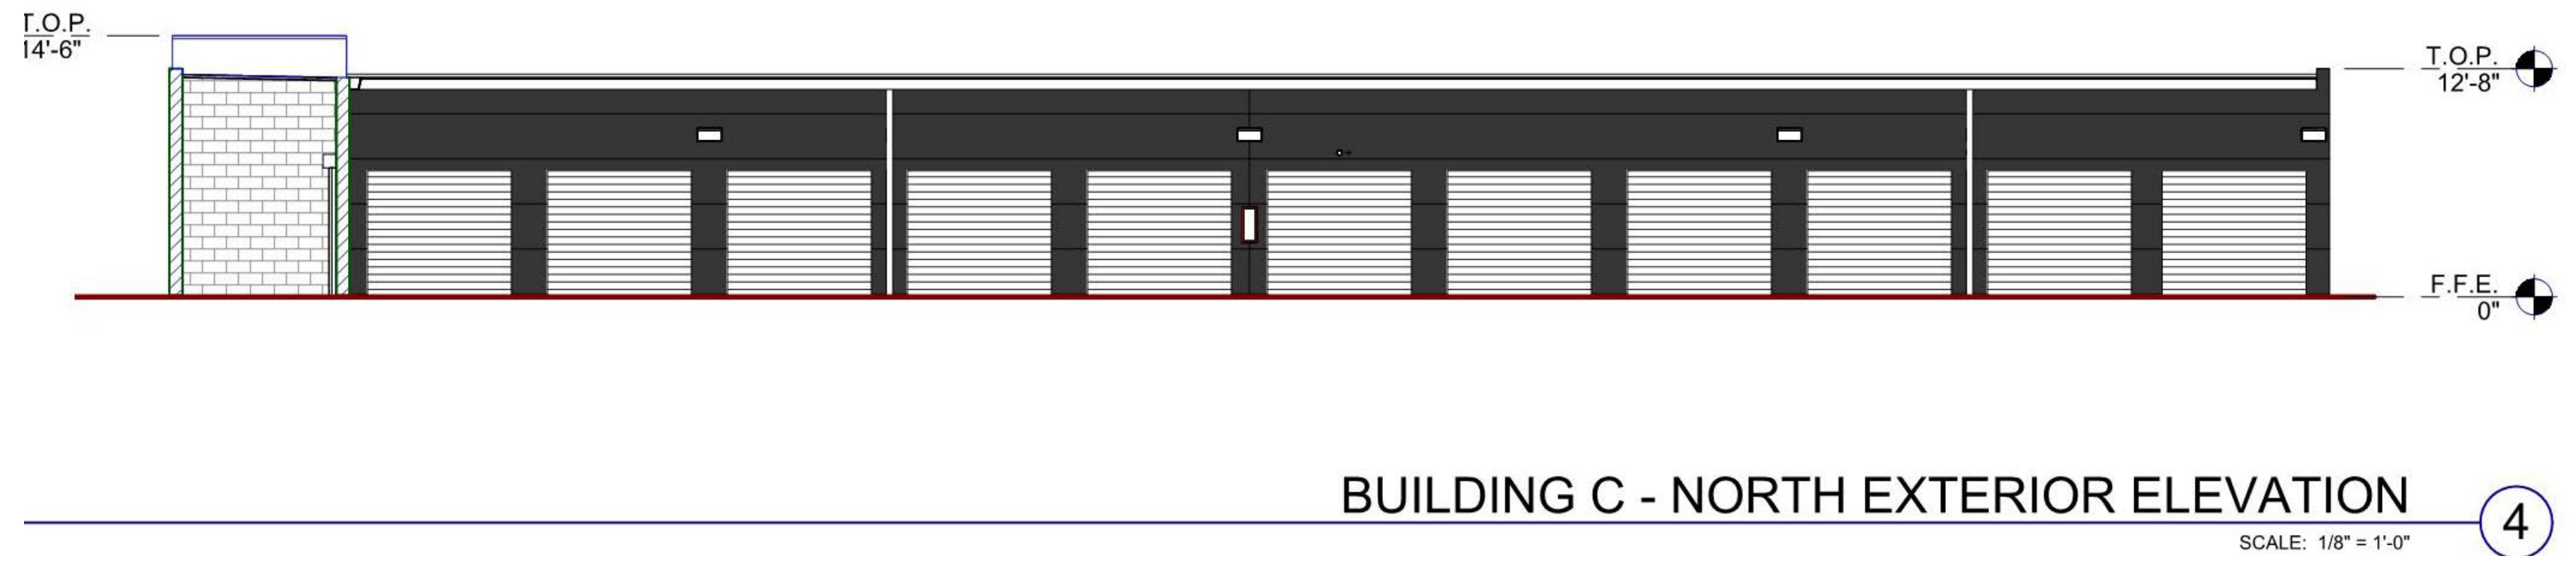 T.O.P.
14'-6"
T.O.P.
12'-8"
F.F.E.
0"
BUILDING C - NORTH EXTERIOR ELEVATION
4
SCALE: 1/8" = 1'-0"